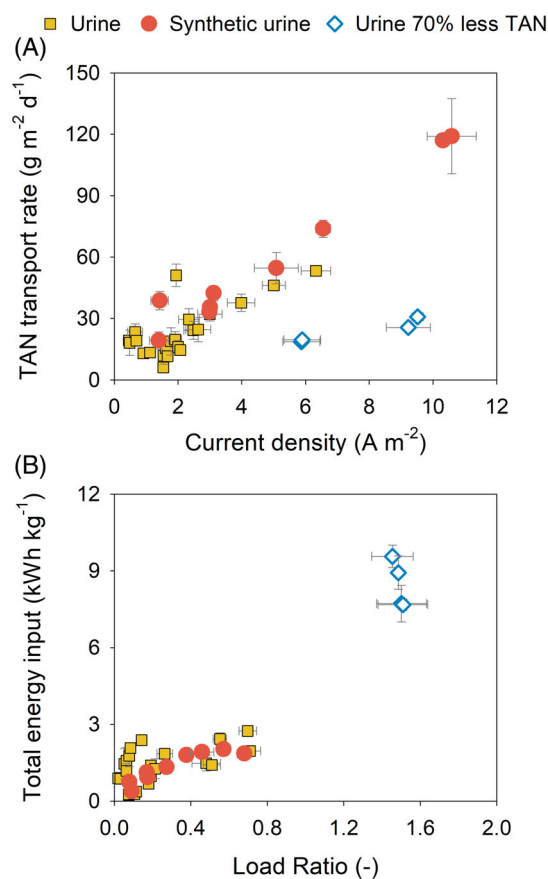 Urine Synthetic urine Urine 70% less TAN
(A)
150
120
90
60
30
0
TAN transport rate (g m⁻² d⁻¹)
0 2 4 6 8 10 12
Current density (A m⁻²)
(B)
12
9
6
3
0
Total energy input (kWh kg⁻¹)
0 0.4 0.8 1.2 1.6 2.0
Load Ratio (-)